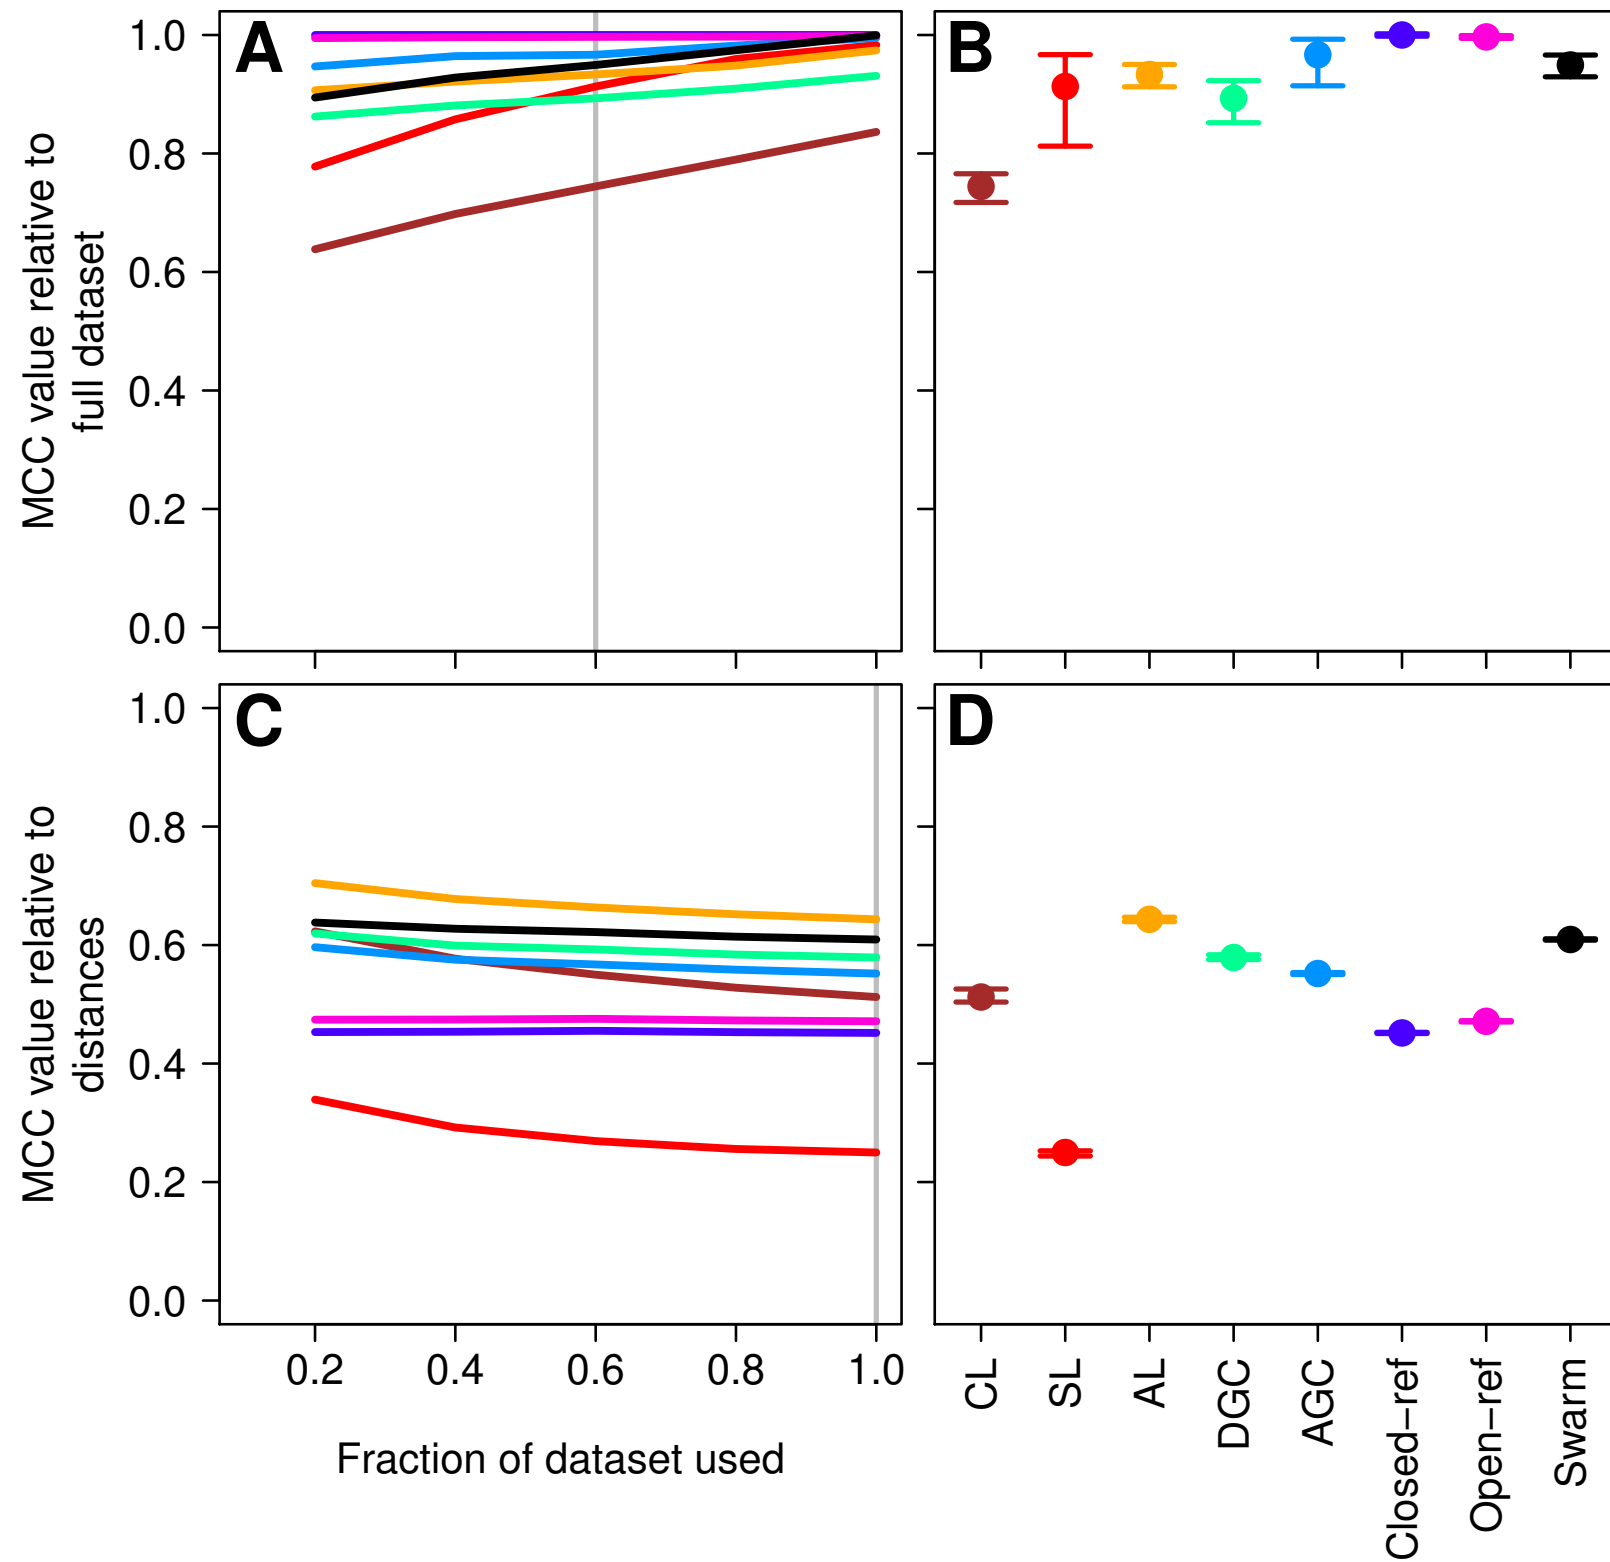 A
B
1.0
0.8
0.6
0.4
0.2
0.0
MCC value relative to
full dataset
C
D
1.0
0.8
0.6
0.4
0.2
0.0
MCC value relative to
distances
0.2
0.4
0.6
0.8
1.0
Fraction of dataset used
CL
SL
AL
DGC
AGC
Closed−ref
Open−ref
Swarm